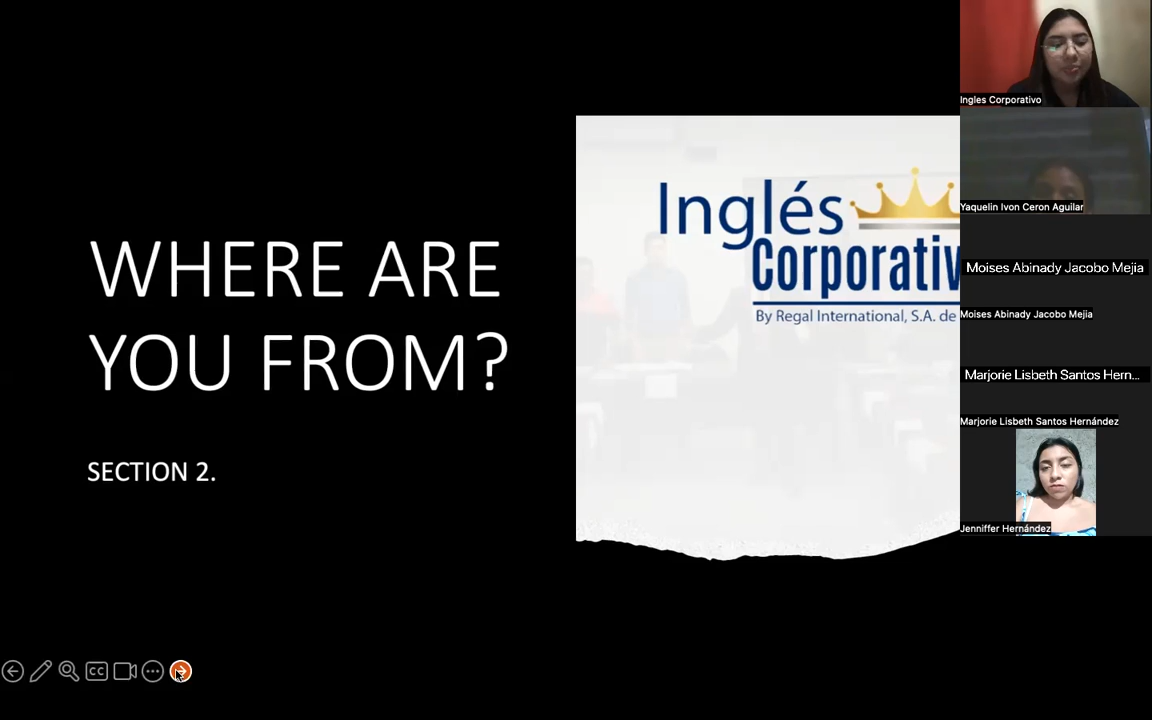 WHERE ARE
YOU FROM?
SECTION 2.
Inglés
Corporativ
By Regal International, S.A. de
Ingles Corporativo
Yaquelin Ivon Ceron Aguilar
Moises Abinady Jacobo Mejia
Moises Abinady Jacobo Mejia
Marjorie Lisbeth Santos Hern...
Marjorie Lisbeth Santos Hernández
Jenniffer Hernández
CC